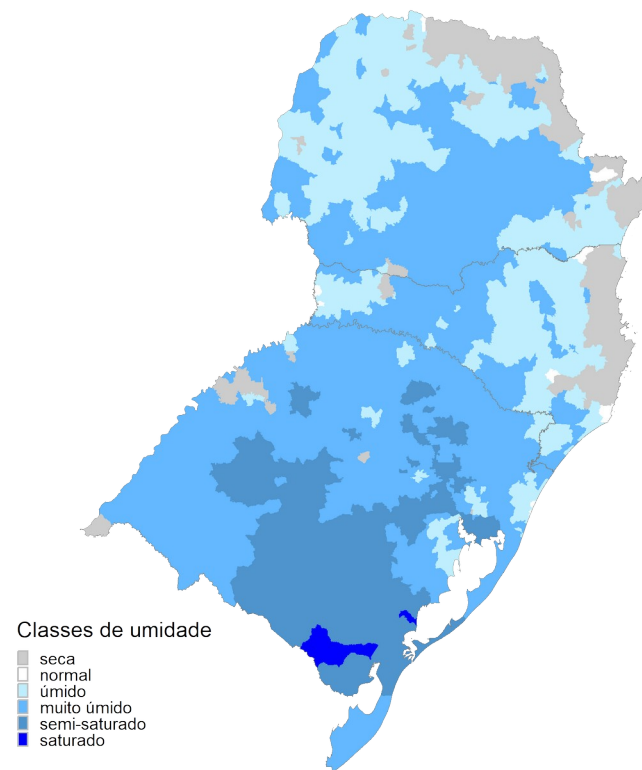 Classes de umidade
seca
normal
úmido
muito úmido
semi-saturado
saturado